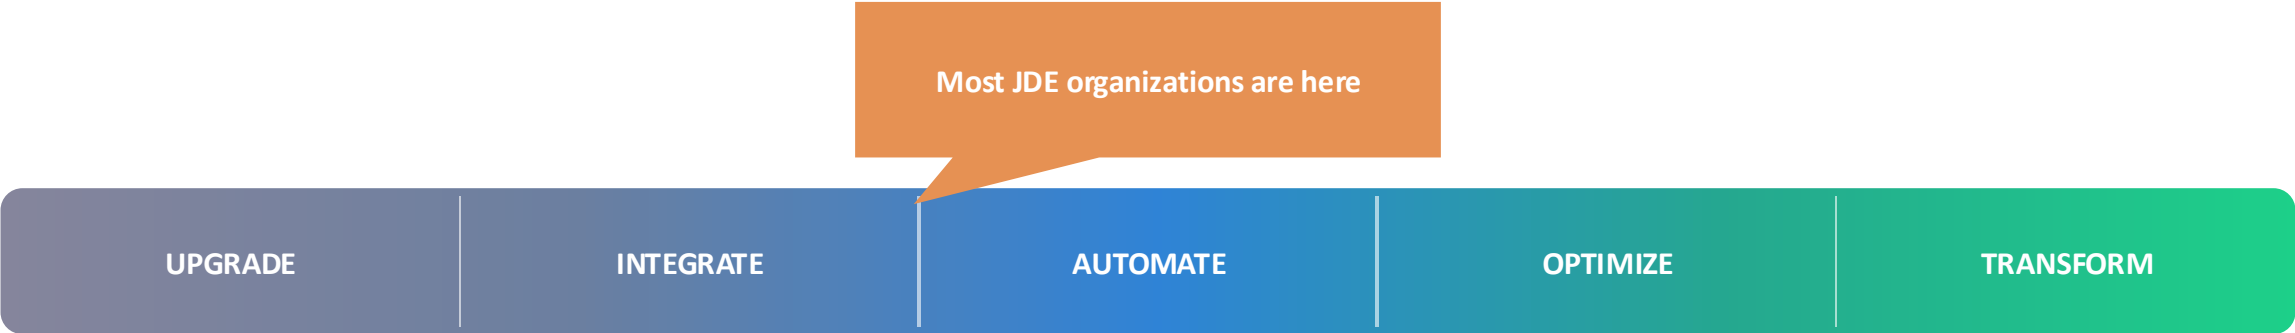 Most JDE organizations are here
UPGRADE
INTEGRATE
AUTOMATE
OPTIMIZE
TRANSFORM